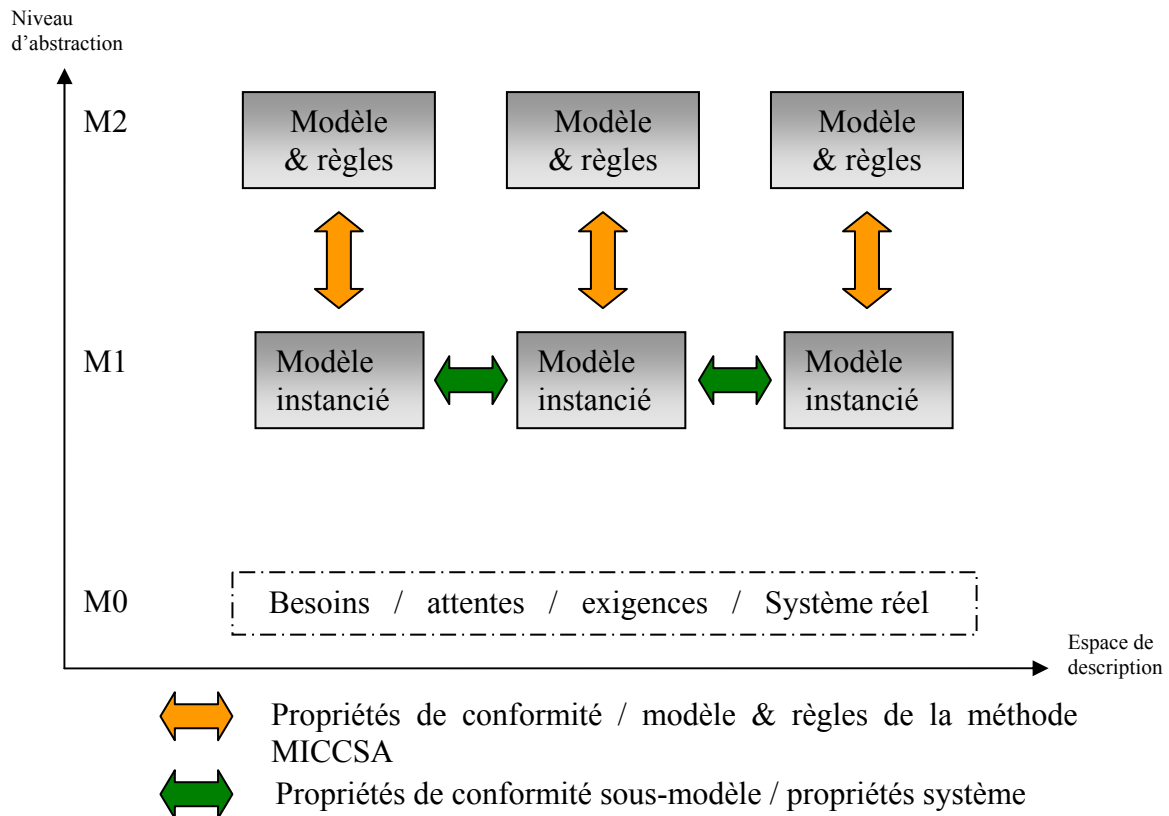 Niveau
d’abstraction
M2
Modèle
& règles
Modèle
& règles
Modèle
& règles
M1
Modèle
instancié
Modèle
instancié
Modèle
instancié
M0
Besoins / attentes / exigences / Système réel
Espace de
description
Propriétés de conformité / modèle & règles de la méthode
MICCSA
Propriétés de conformité sous-modèle / propriétés système